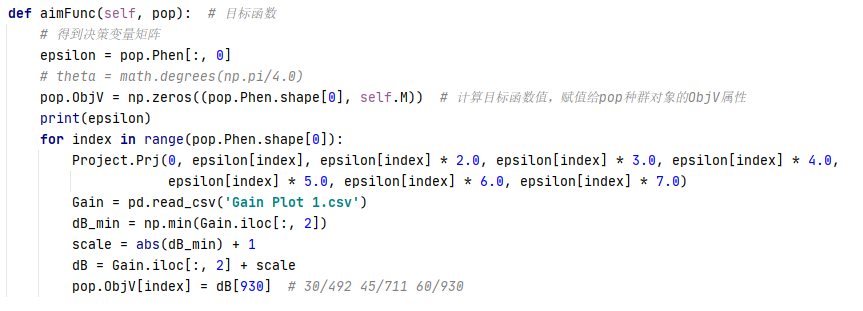 def aimFunc(self, pop):  # 目标函数
    # 得到决策变量矩阵
    epsilon = pop.Phen[:, 0]
    # theta = math.degrees(np.pi/4.0)
    pop.ObjV = np.zeros((pop.Phen.shape[0], self.M))  # 计算目标函数值，赋值给pop种群对象的ObjV属性
    print(epsilon)
    for index in range(pop.Phen.shape[0]):
        Project.Prj(0, epsilon[index], epsilon[index] * 2.0, epsilon[index] * 3.0, epsilon[index] * 4.0,
                    epsilon[index] * 5.0, epsilon[index] * 6.0, epsilon[index] * 7.0)
        Gain = pd.read_csv('Gain Plot 1.csv')
        dB_min = np.min(Gain.iloc[:, 2])
        scale = abs(dB_min) + 1
        dB = Gain.iloc[:, 2] + scale
        pop.ObjV[index] = dB[930]  # 30/492 45/711 60/930